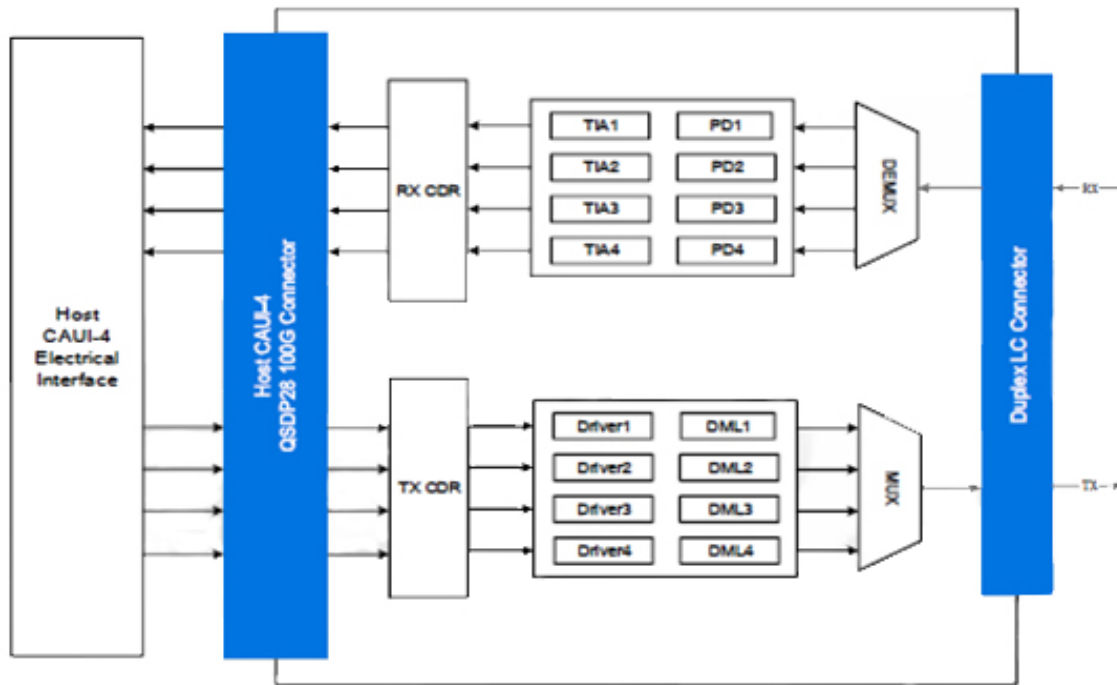 Host
CAUI-4
Electrical
Interface
Host CAUI-4
QSDP28 100G Connector
RX CDR
TIA1
PD1
TIA2
PD2
TIA3
PD3
TIA4
PD4
DEMUX
RX
Duplex LC Connector
TX CDR
Driver1
DML1
Driver2
DML2
Driver3
DML3
Driver4
DML4
MUX
TX